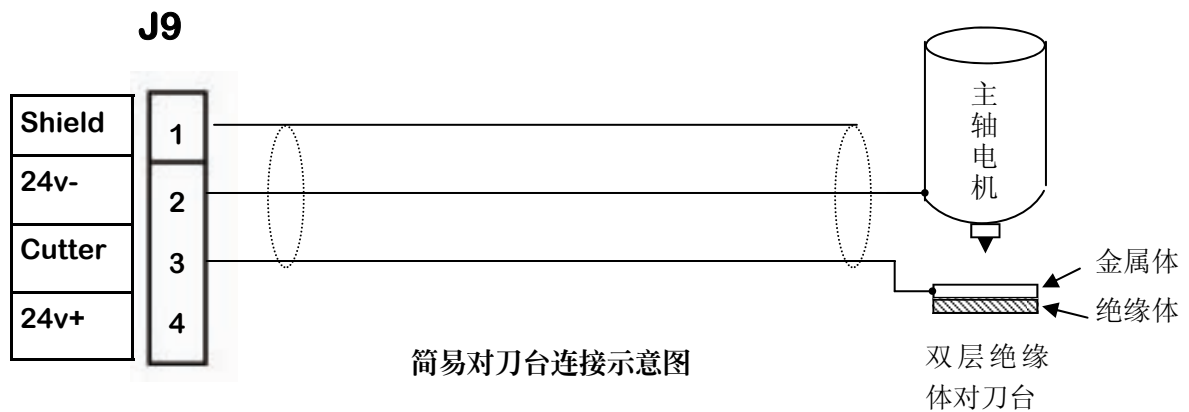 J9
Shield
1
24v-
2
Cutter
3
24v+
4
主轴电机
金属体
绝缘体
双层绝缘
体对刀台
简易对刀台连接示意图